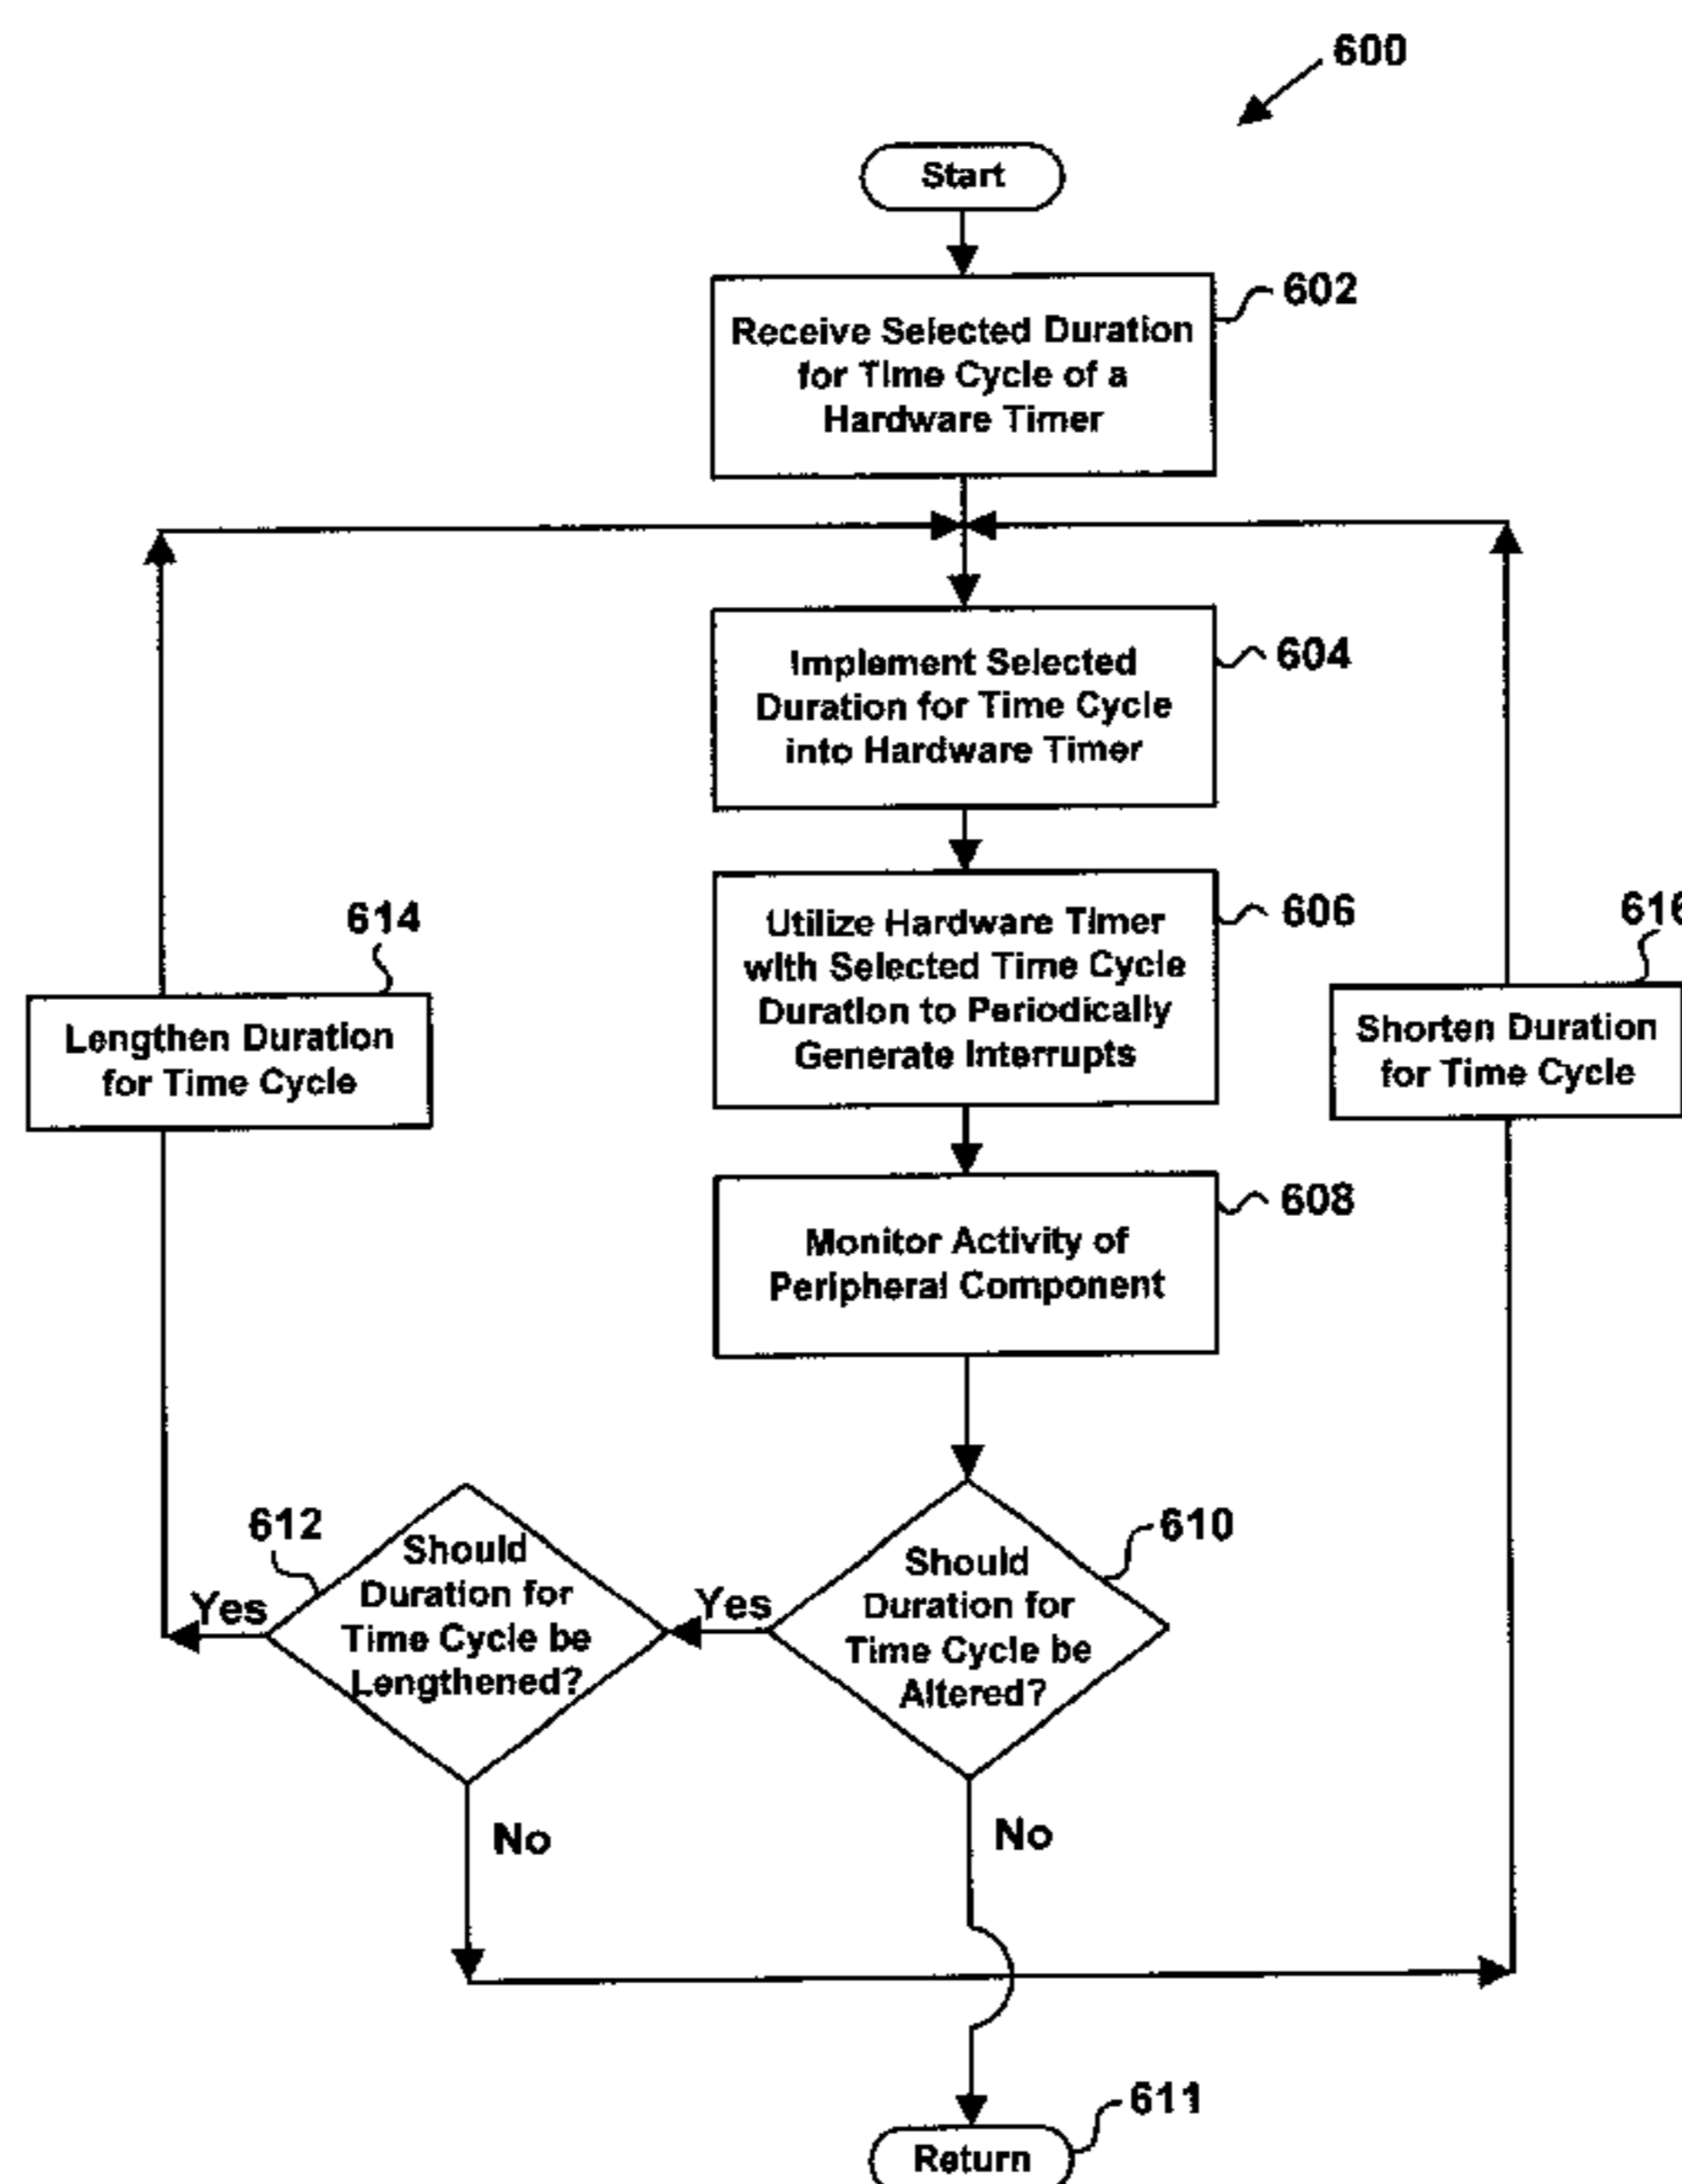 600
Start
602
Receive Selected Duration
for Time Cycle of a
Hardware Timer
604
Implement Selected
Duration for Time Cycle
into Hardware Timer
606
Utilize Hardware Timer
with Selected Time Cycle
Duration to Periodically
Generate Interrupts
614
Lengthen Duration
for Time Cycle
616
Shorten Duration
for Time Cycle
608
Monitor Activity of
Peripheral Component
612
Should
Duration for
Time Cycle be
Lengthened?
Yes
Yes
610
Should
Duration for
Time Cycle be
Altered?
No
No
611
Return